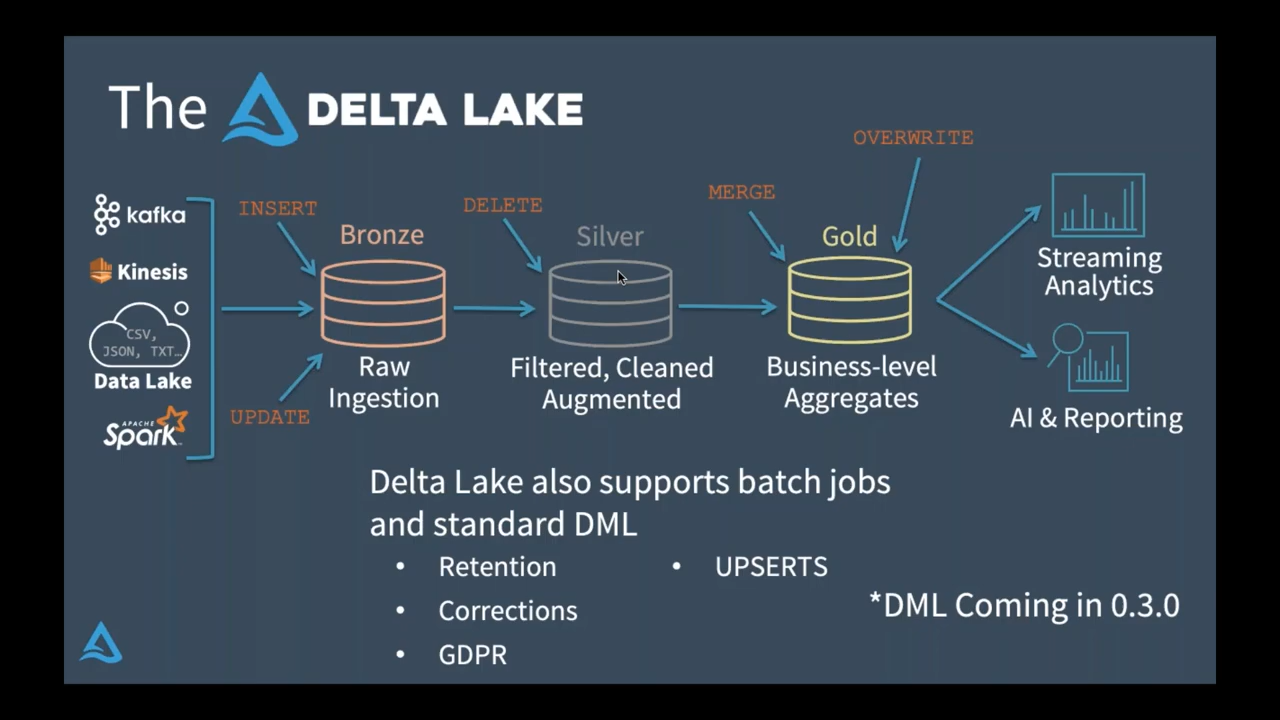 The DELTA LAKE
OVERWRITE
MERGE
INSERT
DELETE
kafka
Kinesis
CSV,
JSON, TXT...
Data Lake
APACHE
Spark
UPDATE
Bronze
Raw
Ingestion
Silver
Filtered, Cleaned
Augmented
Gold
Business-level
Aggregates
Streaming
Analytics
AI & Reporting
Delta Lake also supports batch jobs
and standard DML
• Retention
• Corrections
• GDPR
• UPSERTS
*DML Coming in 0.3.0